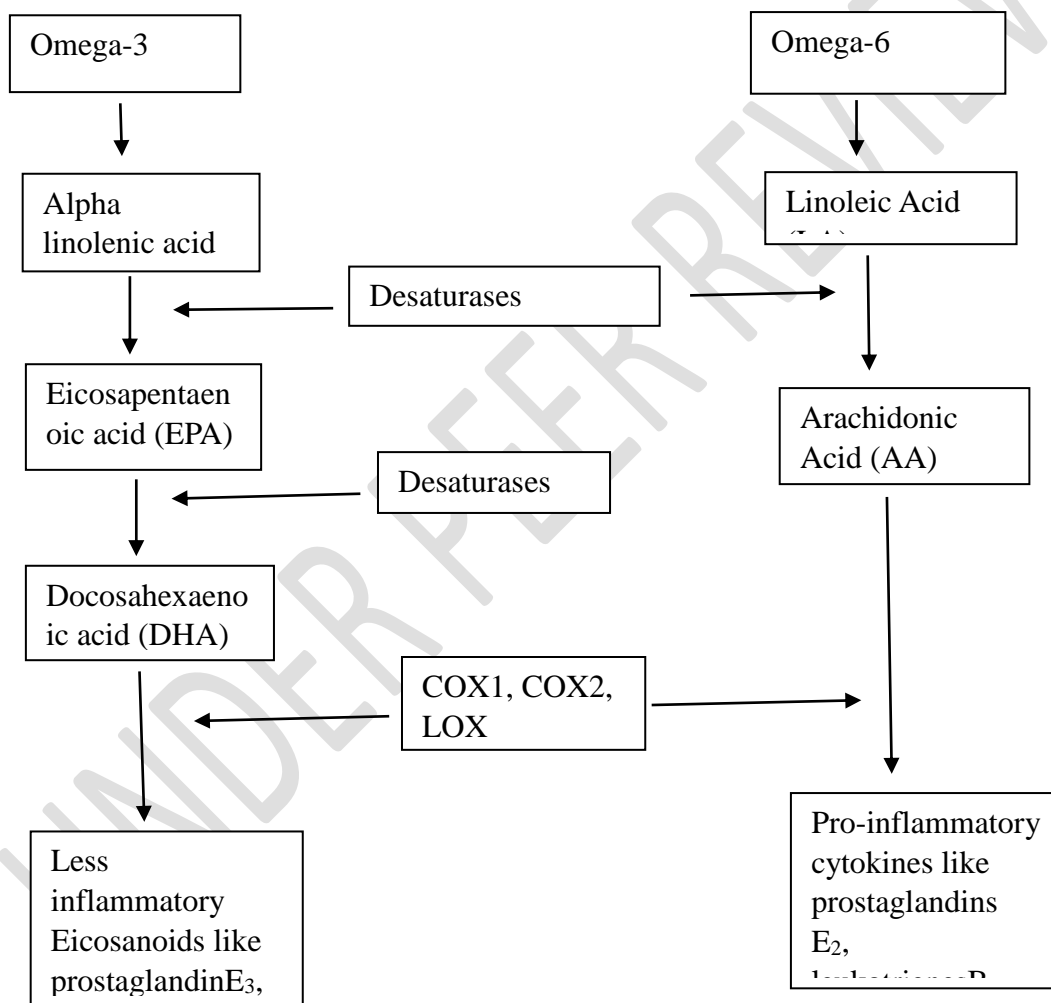 Omega-3
Omega-6
Alpha
linolenic acid
Linoleic Acid
Desaturases
Eicosapentaen
oic acid (EPA)
Arachidonic
Acid (AA)
Desaturases
Docosahexaeno
ic acid (DHA)
COX1, COX2,
LOX
Less
inflammatory
Eicosanoids like
prostaglandinE₃,
Pro-inflammatory
cytokines like
prostaglandins
E₂,
UNDER PEER REVIEW